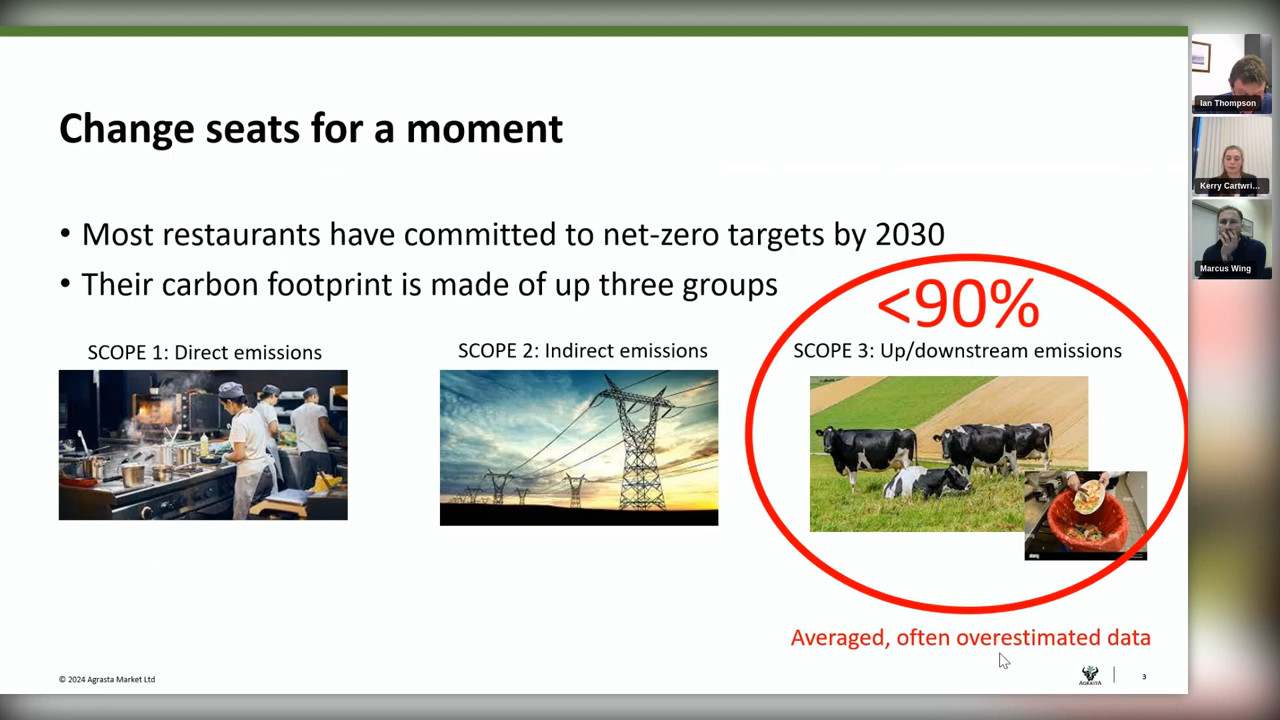 Change seats for a moment
• Most restaurants have committed to net-zero targets by 2030
• Their carbon footprint is made of up three groups
<90%
SCOPE 1: Direct emissions
SCOPE 2: Indirect emissions
SCOPE 3: Up/downstream emissions
Averaged, often overestimated data
© 2024 Agrasta Market Ltd
AGRASTA
3
Ian Thompson
Kerry Cartwri...
Marcus Wing